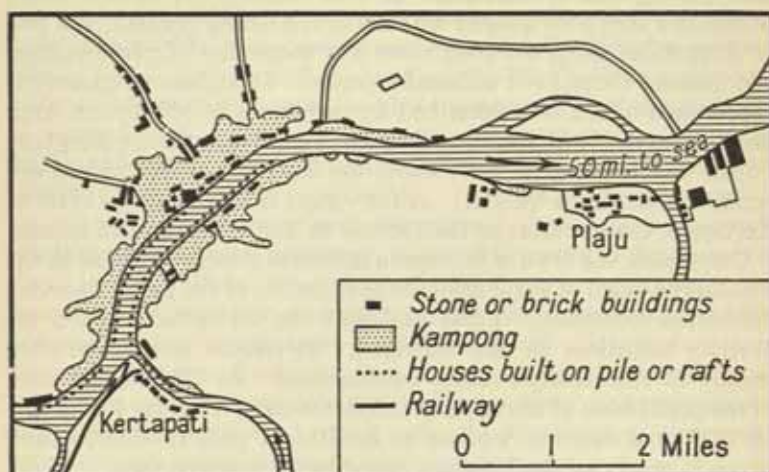 50 mi. to sea
Plaju
Stone or brick buildings
Kampong
Houses built on pile or rafts
Railway
Kertapati
0 1 2 Miles